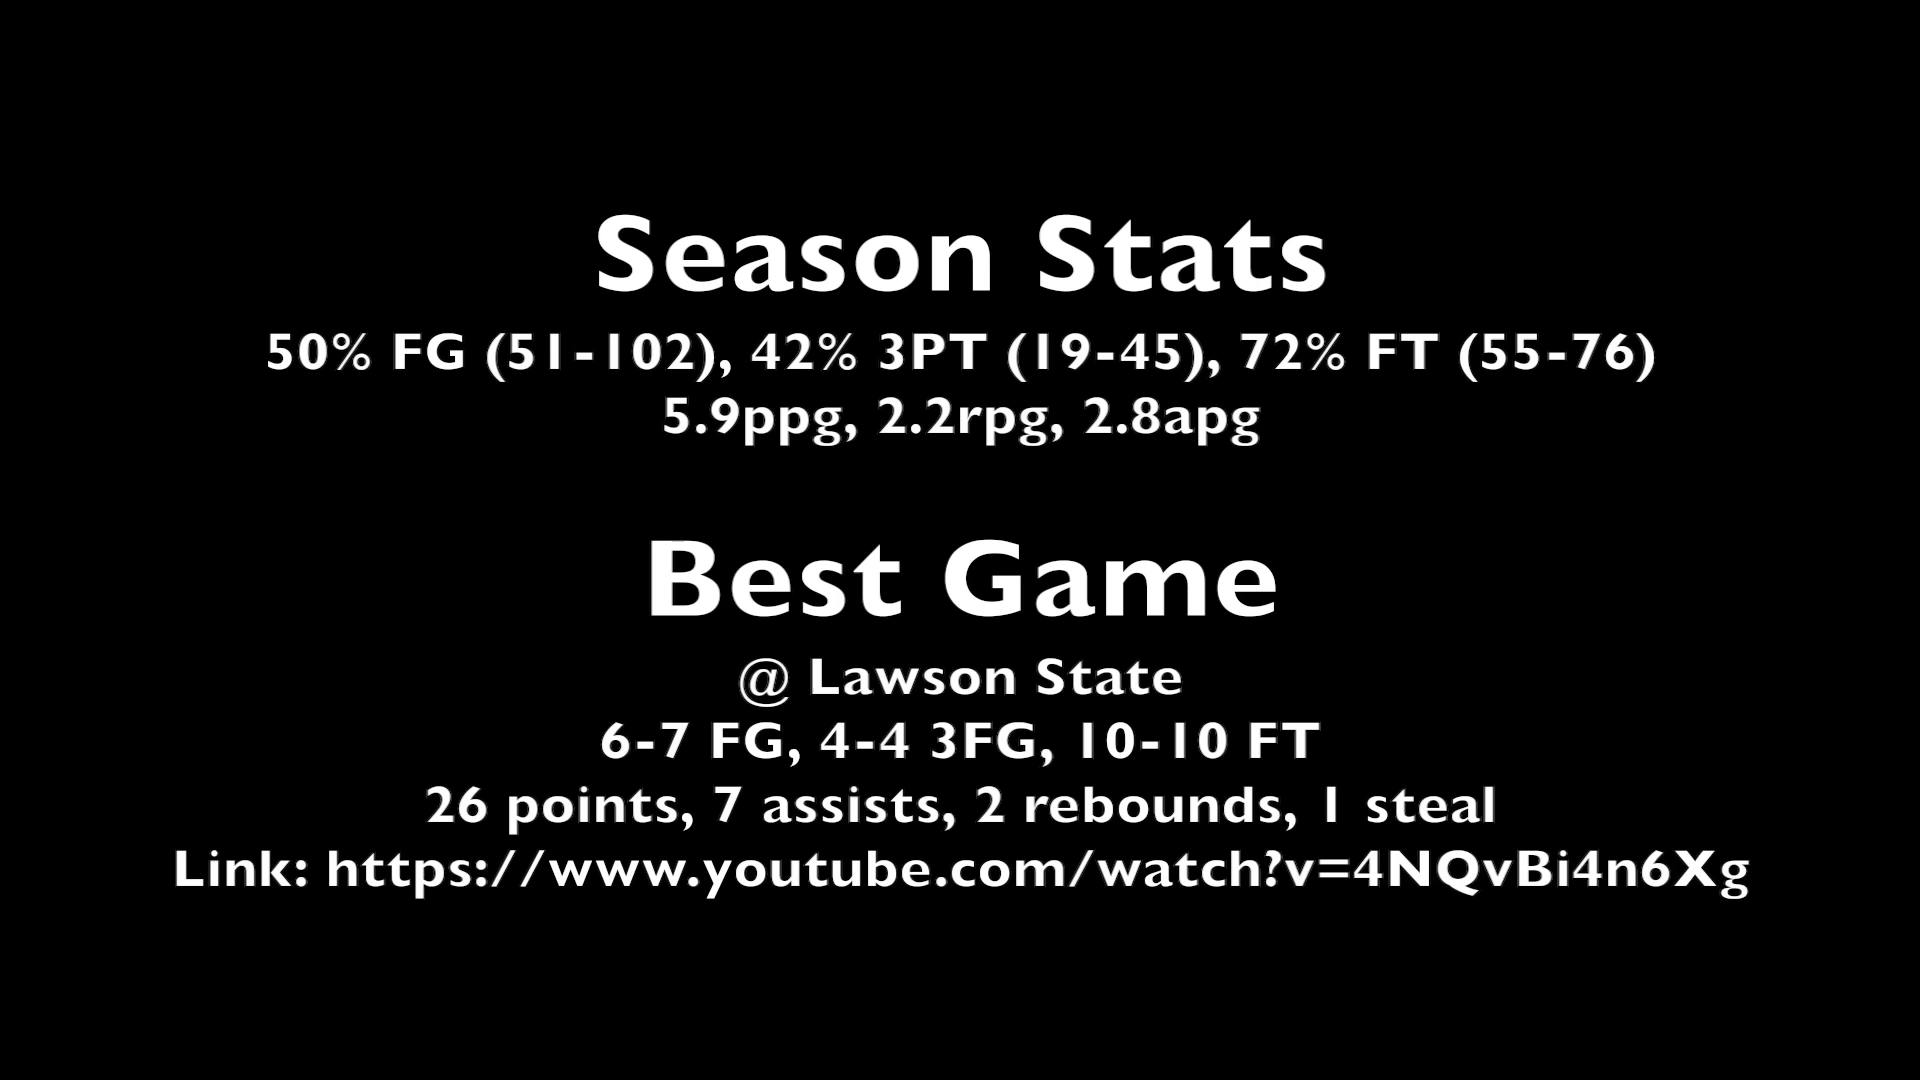 Season Stats
50% FG (51-102), 42% 3PT (19-45), 72% FT (55-76)
5.9ppg, 2.2rpg, 2.8apg
Best Game
@ Lawson State
6-7 FG, 4-4 3FG, 10-10 FT
26 points, 7 assists, 2 rebounds, 1 steal
Link: https://www.youtube.com/watch?v=4NQvBi4n6Xg